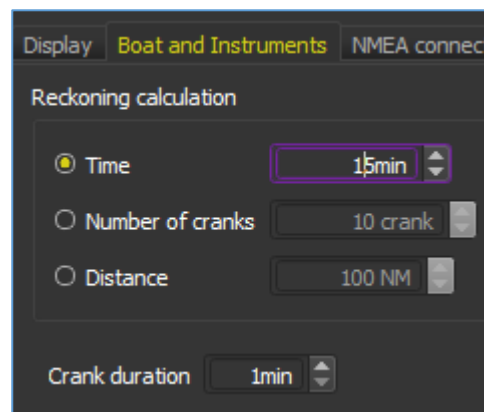 Display Boat and Instruments NMEA connec
Reckoning calculation
Time 15min
Number of cranks 10 crank
Distance 100 NM
Crank duration 1min